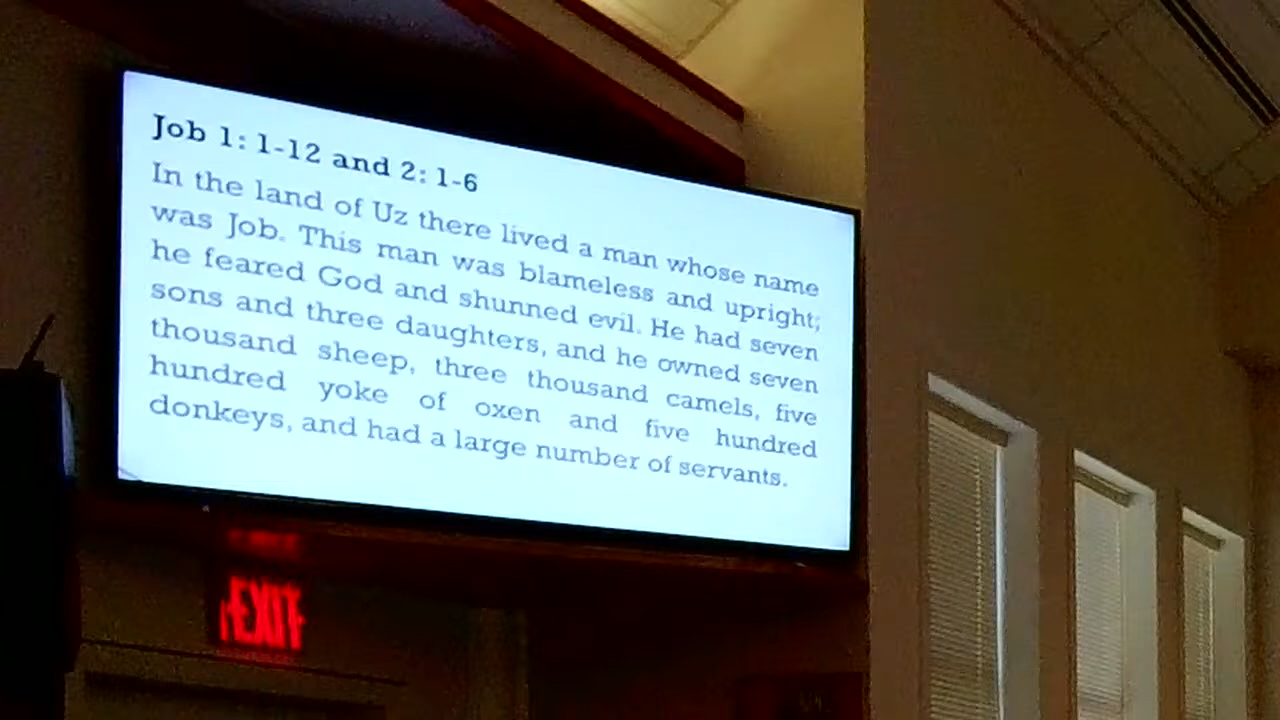 Job 1: 1-12 and 2: 1-6
In the land of Uz there lived a man whose name
was Job. This man was blameless and upright;
he feared God and shunned evil. He had seven
sons and three daughters, and he owned seven
thousand sheep, three thousand camels, five
hundred yoke of oxen and five hundred
donkeys, and had a large number of servants.
EXIT